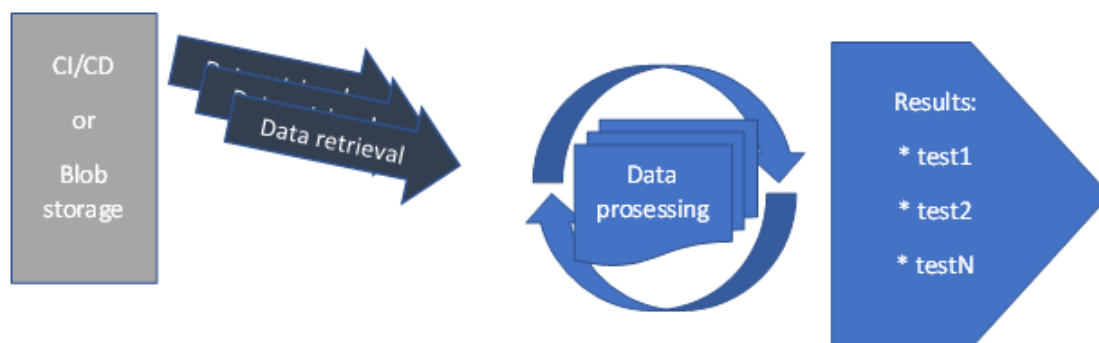 CI/CD
or
Blob
storage
Data retrieval
Data
prosessing
Results:
* test1
* test2
* testN